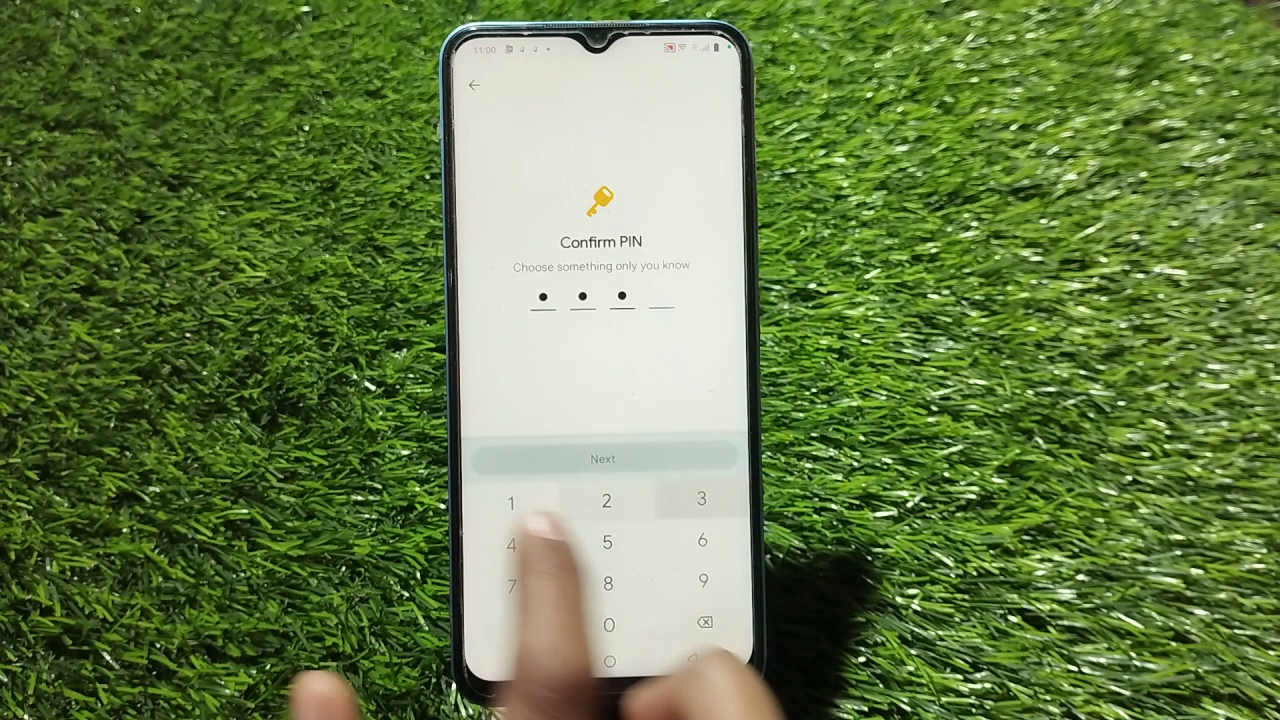 11:00 R
Confirm PIN
Choose something only you know
Next
1 2 3
4 5 6
7 8 9
0